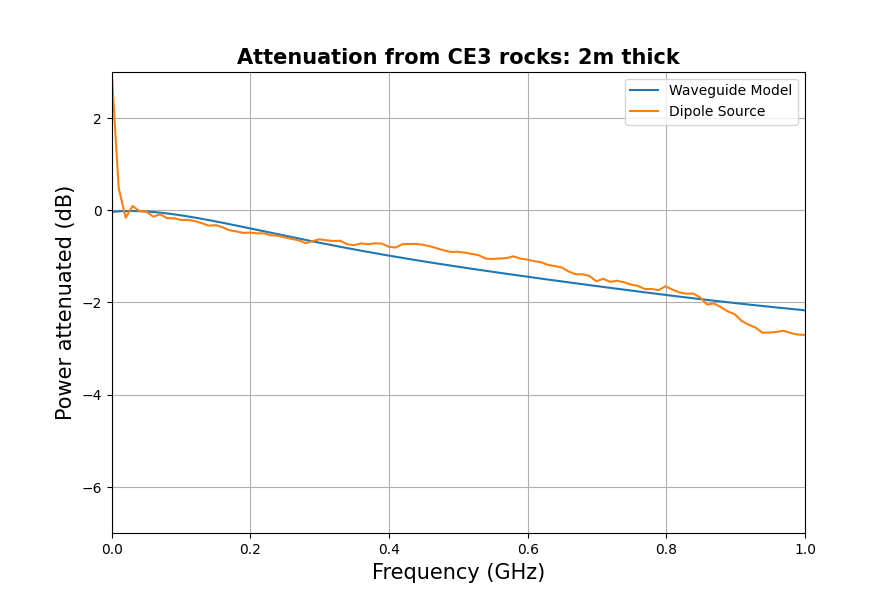 Attenuation from CE3 rocks: 2m thick
Waveguide Model
Dipole Source
Power attenuated (dB)
2
0
−2
−4
−6
0.0 0.2 0.4 0.6 0.8 1.0
Frequency (GHz)